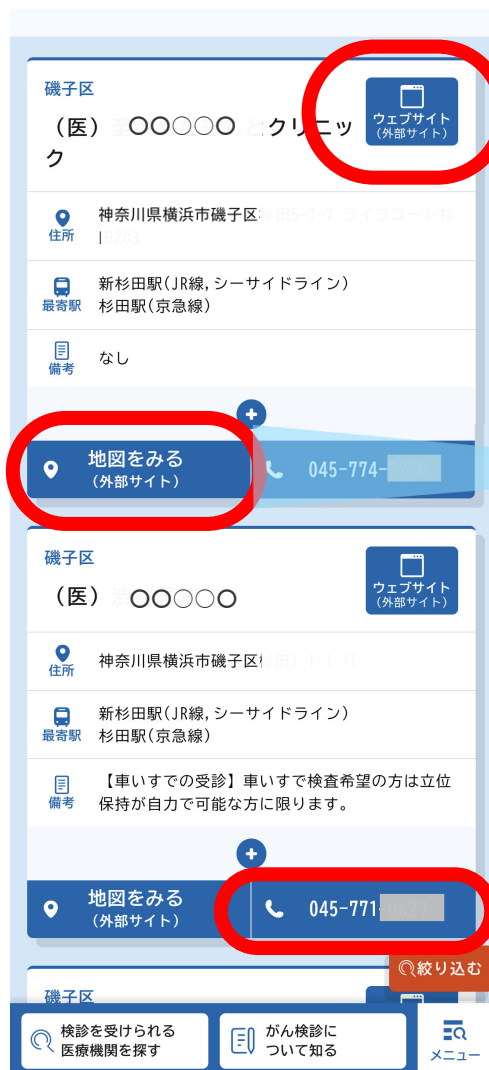 磯子区
ウェブサイト
(外部サイト)
(医) ○○○○○ とクリニッ
ク
住所
神奈川県横浜市磯子区
最寄駅
新杉田駅(JR線,シーサイドライン)
杉田駅(京急線)
備考
なし
地図をみる
(外部サイト)
045-774-
磯子区
ウェブサイト
(外部サイト)
(医) ○○○○○
住所
神奈川県横浜市磯子区
最寄駅
新杉田駅(JR線,シーサイドライン)
杉田駅(京急線)
備考
【車いすでの受診】車いすで検査希望の方は立位
保持が自力で可能な方に限ります。
地図をみる
(外部サイト)
045-771-
絞り込む
磯子区
検診を受けられる
医療機関を探す
がん検診に
ついて知る
メニュー